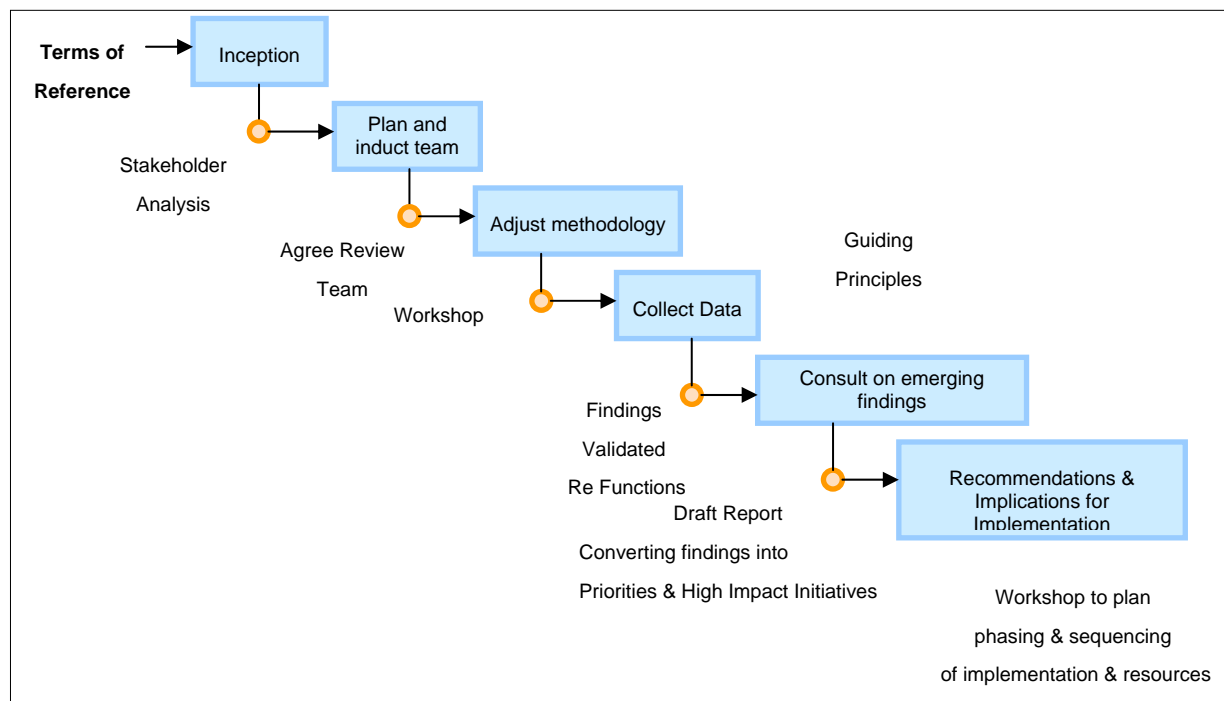 Terms of
Reference
Inception
Plan and
induct team
Stakeholder
Analysis
Adjust methodology
Agree Review
Team
Guiding
Principles
Workshop
Collect Data
Consult on emerging
findings
Findings
Validated
Re Functions
Recommendations &
Implications for
Implementation
Draft Report
Converting findings into
Priorities & High Impact Initiatives
Workshop to plan
phasing & sequencing
of implementation & resources